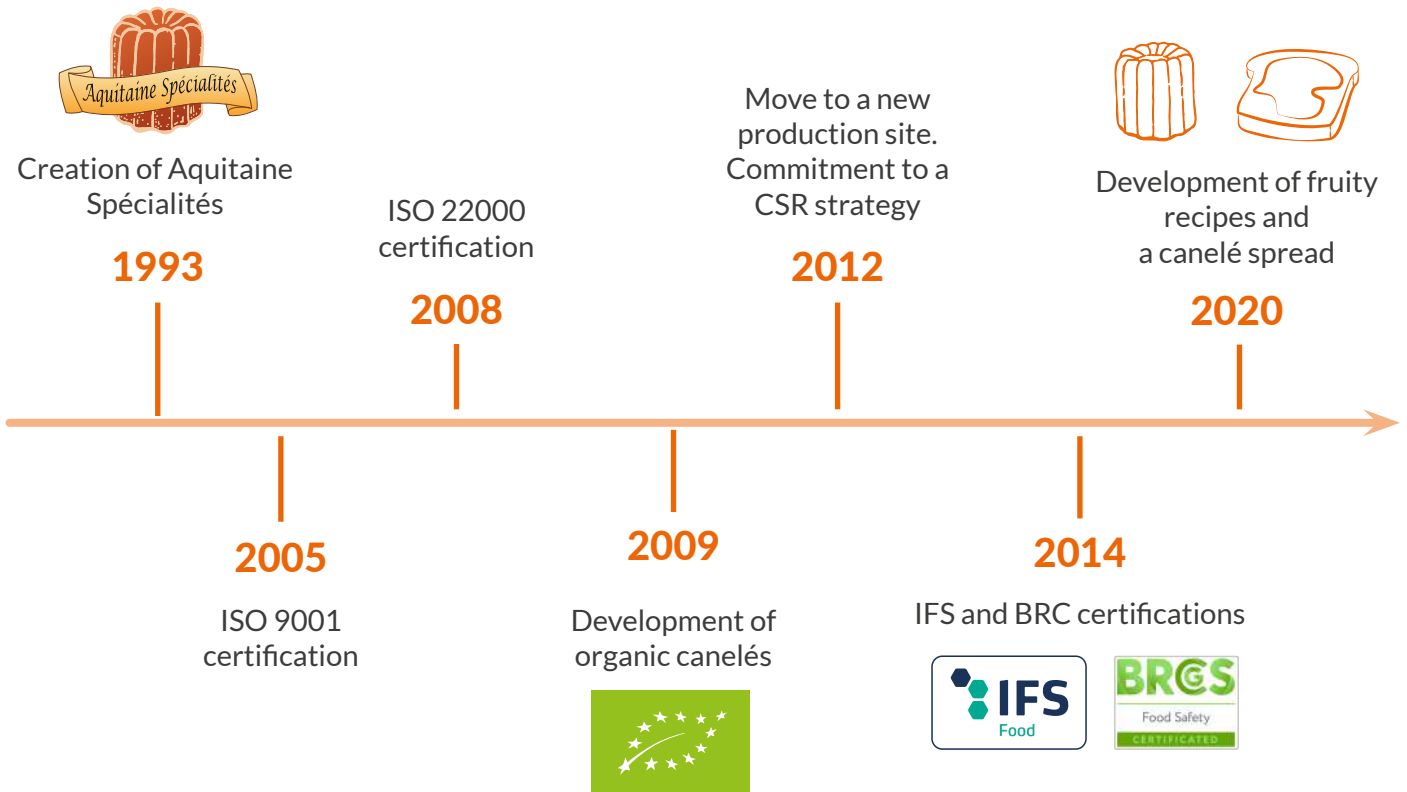 Aquitaine Spécialités
Creation of Aquitaine
Spécialités
1993
ISO 22000
certification
2008
Move to a new
production site.
Commitment to a
CSR strategy
2012
Development of fruity
recipes and
a canelé spread
2020
2005
ISO 9001
certification
2009
Development of
organic canelés
2014
IFS and BRC certifications
IFS
Food
BRCGS
Food Safety
CERTIFICATED